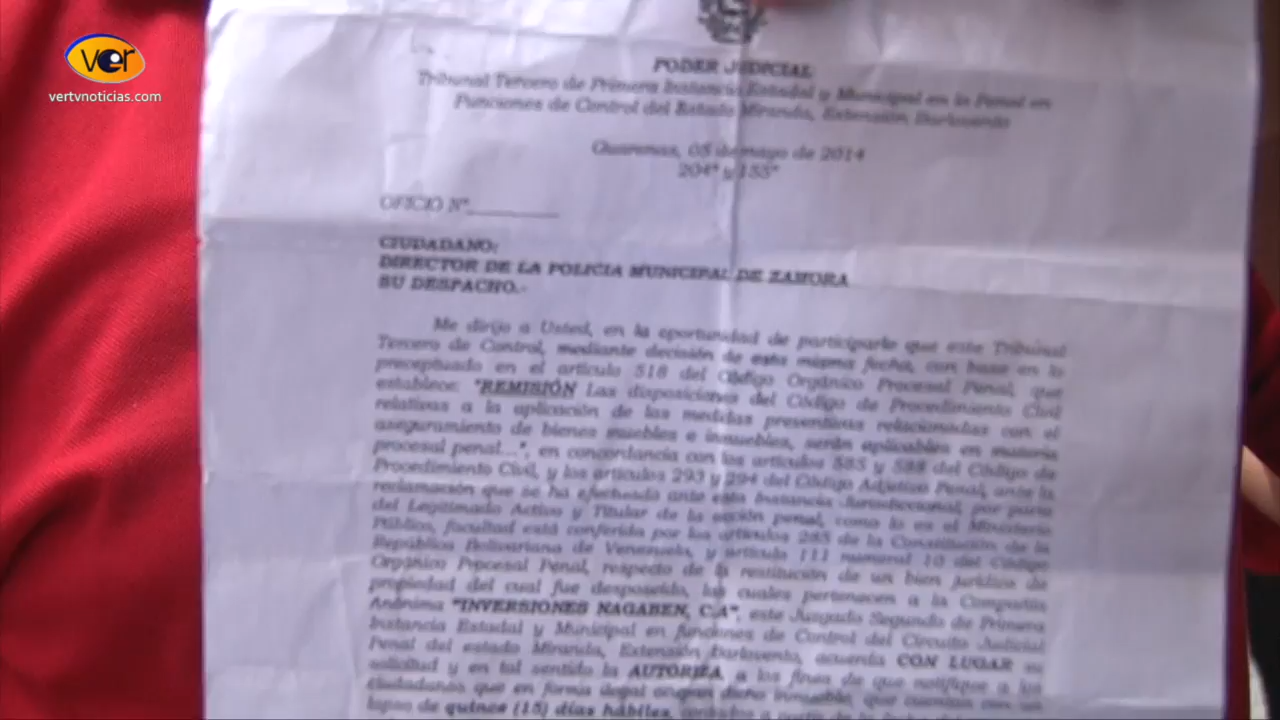 ver
vertvnoticias.com
PODER JUDICIAL
Tribunal Tercero de Primera Instancia Estadal y Municipal en lo Penal en
Funciones de Control del Estado Miranda, Extensión Barlovento
Guarenas, 05 de mayo de 2014
204° y 155°
OFICIO N°_________
CIUDADANO:
DIRECTOR DE LA POLICIA MUNICIPAL DE ZAMORA
SU DESPACHO.-
Me dirijo a Usted, en la oportunidad de participarle que este Tribunal
Tercero de Control, mediante decisión de esta misma fecha, con base en lo
preceptuado en el artículo 518 del Código Orgánico Procesal Penal, que
establece: "REMISIÓN Las disposiciones del Código de Procedimiento Civil
relativas a la aplicación de las medidas preventivas relacionadas con el
aseguramiento de bienes muebles e inmuebles, serán aplicables en materia
procesal penal...", en concordancia con los artículos 585 y 588 del Código de
Procedimiento Civil, y los artículos 293 y 294 del Código Adjetivo Penal, ante la
reclamación que se ha efectuado ante esta Instancia Jurisdiccional, por parte
del Legitimado Activo y Titular de la acción penal, como lo es el Ministerio
Público, facultad está conferida por los artículos 285 de la Constitución de la
República Bolivariana de Venezuela, y artículo 111 numeral 10 del Código
Orgánico Procesal Penal, respecto de la restitución de un bien jurídico de
propiedad del cual fue desposeído, las cuales pertenecen a la Compañía
Anónima "INVERSIONES NAGABEN, C.A", este Juzgado Segundo de Primera
Instancia Estadal y Municipal en funciones de Control del Circuito Judicial
Penal del estado Miranda, Extensión Barlovento, acuerda CON LUGAR su
solicitud y en tal sentido la AUTORIZA, a los fines de que notifique a los
ciudadanos que en forma ilegal ocupan dicho inmueble, que cuentan con un
lapso de quince (15) días hábiles, contados a partir de la